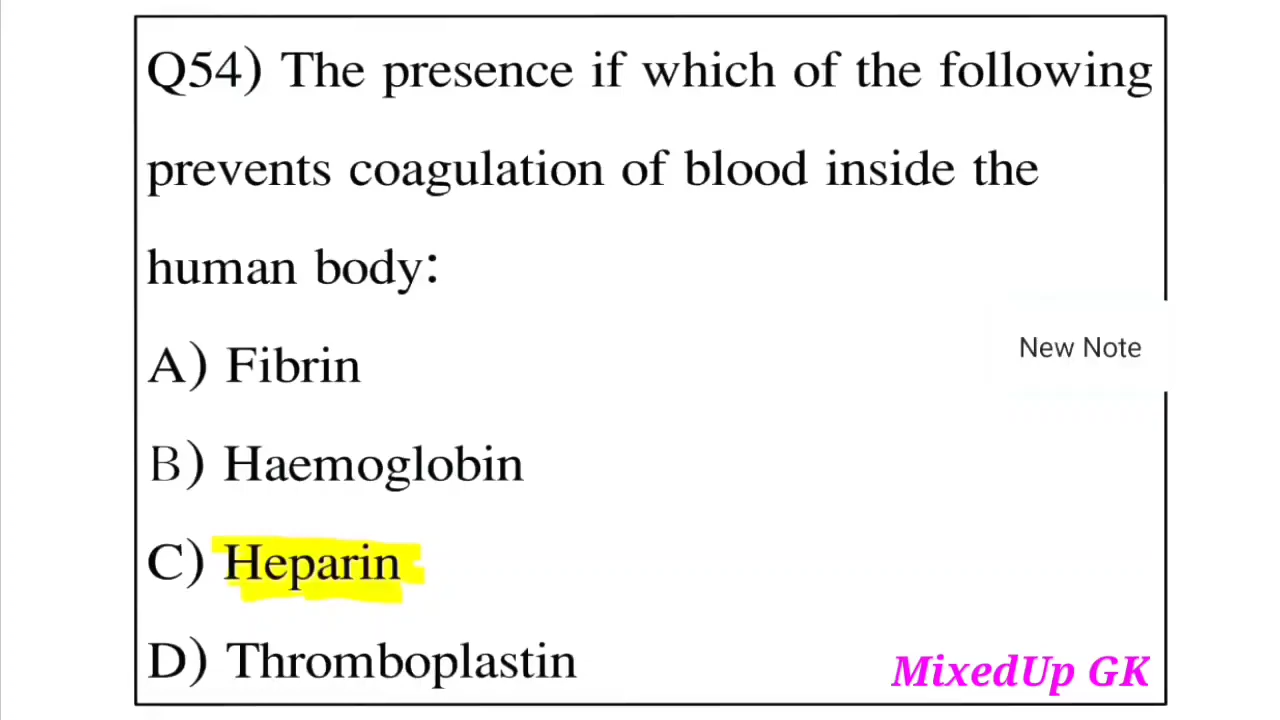 Q54) The presence if which of the following
prevents coagulation of blood inside the
human body:
A) Fibrin
New Note
B) Haemoglobin
C) Heparin
D) Thromboplastin
MixedUp GK